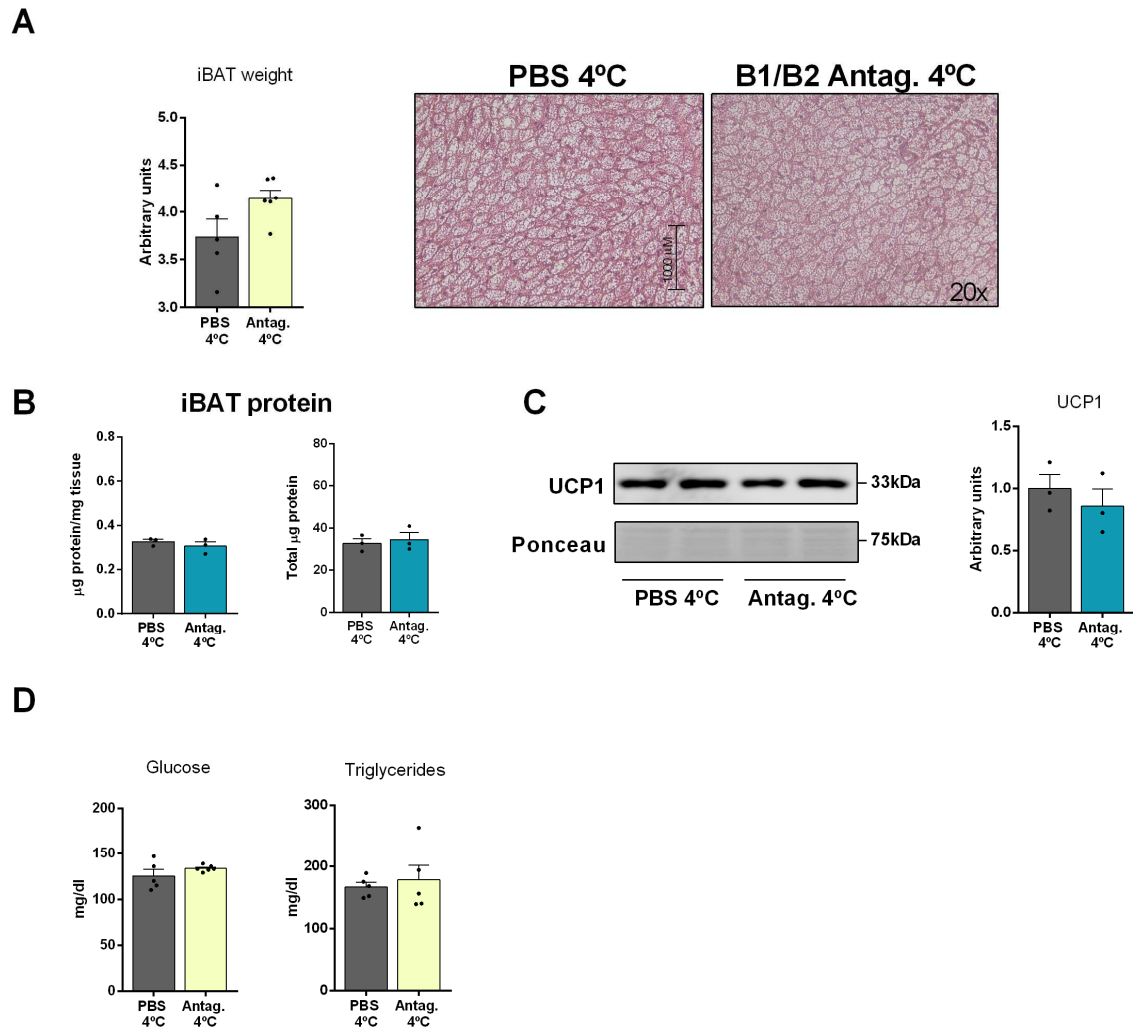 A
iBAT weight
Arbitrary units
5.0
4.5
4.0
3.5
3.0
PBS 4ºC
Antag. 4ºC
PBS 4ºC
B1/B2 Antag. 4ºC
1000 µM
20x
B
iBAT protein
µg protein/mg tissue
0.8
0.6
0.4
0.2
0.0
PBS 4ºC
Antag. 4ºC
Total µg protein
80
60
40
20
0
PBS 4ºC
Antag. 4ºC
C
UCP1
33kDa
Ponceau
75kDa
PBS 4ºC
Antag. 4ºC
UCP1
Arbitrary units
1.5
1.0
0.5
0.0
PBS 4ºC
Antag. 4ºC
D
Glucose
mg/dl
200
150
100
50
0
PBS 4ºC
Antag. 4ºC
Triglycerides
mg/dl
300
200
100
0
PBS 4ºC
Antag. 4ºC